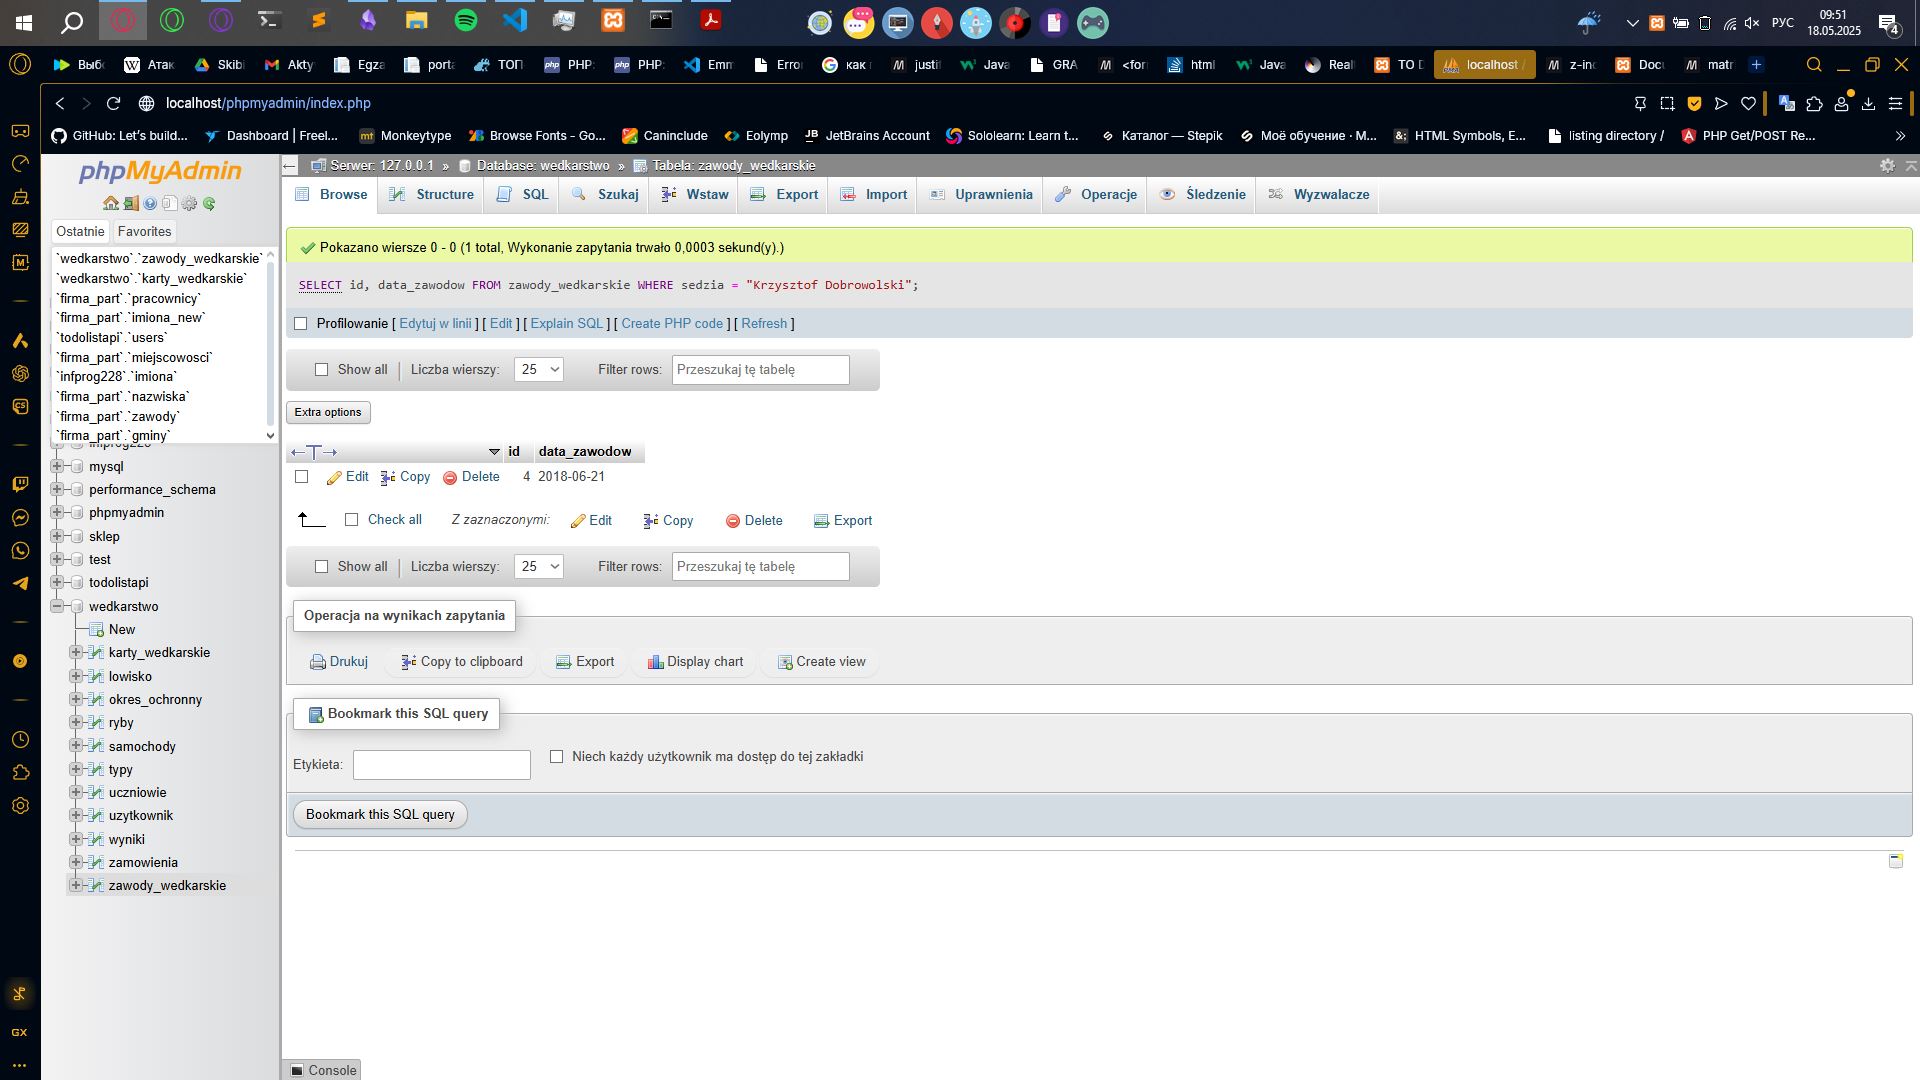 09:51
РУС
18.05.2025
4
Выб
Атак
Skib
Akty
Egza
porta
ТОП
PHP:
PHP:
Emm
Erro
как
justif
Java
GRA
<for
html
Java
Reall
TO D
localhost /
z-inc
Docu
matr
localhost/phpmyadmin/index.php
GitHub: Let's build...
Dashboard | Freel...
Monkeytype
Browse Fonts - Go...
Caninclude
Eolymp
JetBrains Account
Sololearn: Learn t...
Каталог — Stepik
Моё обучение · М...
HTML Symbols, E...
listing directory /
PHP Get/POST Re...
phpMyAdmin
Serwer: 127.0.0.1 » Database: wedkarstwo » Tabela: zawody_wedkarskie
Browse
Structure
SQL
Szukaj
Wstaw
Export
Import
Uprawnienia
Operacje
Śledzenie
Wyzwalacze
Ostatnie
Favorites
`wedkarstwo`.`zawody_wedkarskie`
`wedkarstwo`.`karty_wedkarskie`
`firma_part`.`pracownicy`
`firma_part`.`imiona_new`
`todolistapi`.`users`
`firma_part`.`miejscowosci`
`infprog228`.`imiona`
`firma_part`.`nazwiska`
`firma_part`.`zawody`
`firma_part`.`gminy`
infprog228
mysql
performance_schema
phpmyadmin
sklep
test
todolistapi
wedkarstwo
New
karty_wedkarskie
lowisko
okres_ochronny
ryby
samochody
typy
uczniowie
uzytkownik
wyniki
zamowienia
zawody_wedkarskie
Pokazano wiersze 0 - 0 (1 total, Wykonanie zapytania trwało 0,0003 sekund(y).)
SELECT id, data_zawodow FROM zawody_wedkarskie WHERE sedzia = "Krzysztof Dobrowolski";
Profilowanie [ Edytuj w linii ] [ Edit ] [ Explain SQL ] [ Create PHP code ] [ Refresh ]
Show all
Liczba wierszy: 25
Filter rows: Przeszukaj tę tabelę
Extra options
id data_zawodow
Edit Copy Delete 4 2018-06-21
Check all Z zaznaczonymi: Edit Copy Delete Export
Show all
Liczba wierszy: 25
Filter rows: Przeszukaj tę tabelę
Operacja na wynikach zapytania
Drukuj
Copy to clipboard
Export
Display chart
Create view
Bookmark this SQL query
Etykieta:
Niech każdy użytkownik ma dostęp do tej zakładki
Bookmark this SQL query
Console
GX